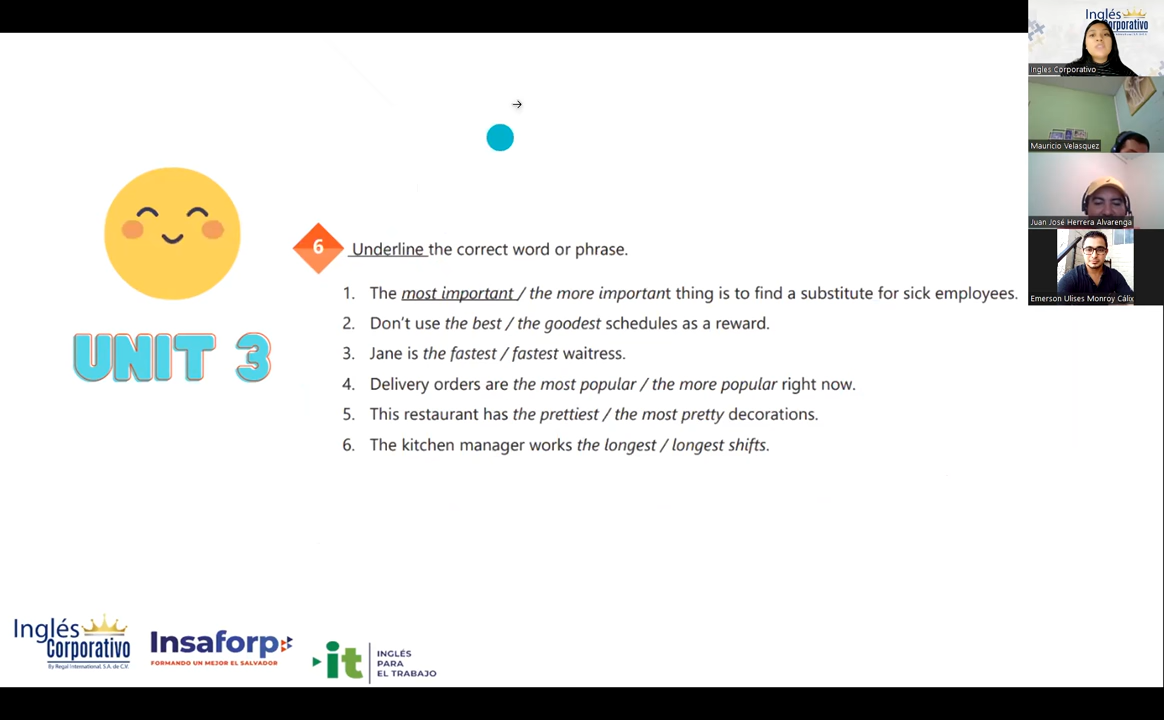 Inglés
Corporativo
Ingles Corporativo
Mauricio Velasquez
Juan José Herrera Alvarenga
Emerson Ulises Monroy Cálix
UNIT 3
6 Underline the correct word or phrase.
1. The most important / the more important thing is to find a substitute for sick employees.
2. Don't use the best / the goodest schedules as a reward.
3. Jane is the fastest / fastest waitress.
4. Delivery orders are the most popular / the more popular right now.
5. This restaurant has the prettiest / the most pretty decorations.
6. The kitchen manager works the longest / longest shifts.
Inglés
Corporativo
By Regal International, S.A. de C.V.
Insaforp
FORMANDO UN MEJOR EL SALVADOR
it
INGLÉS
PARA
EL TRABAJO